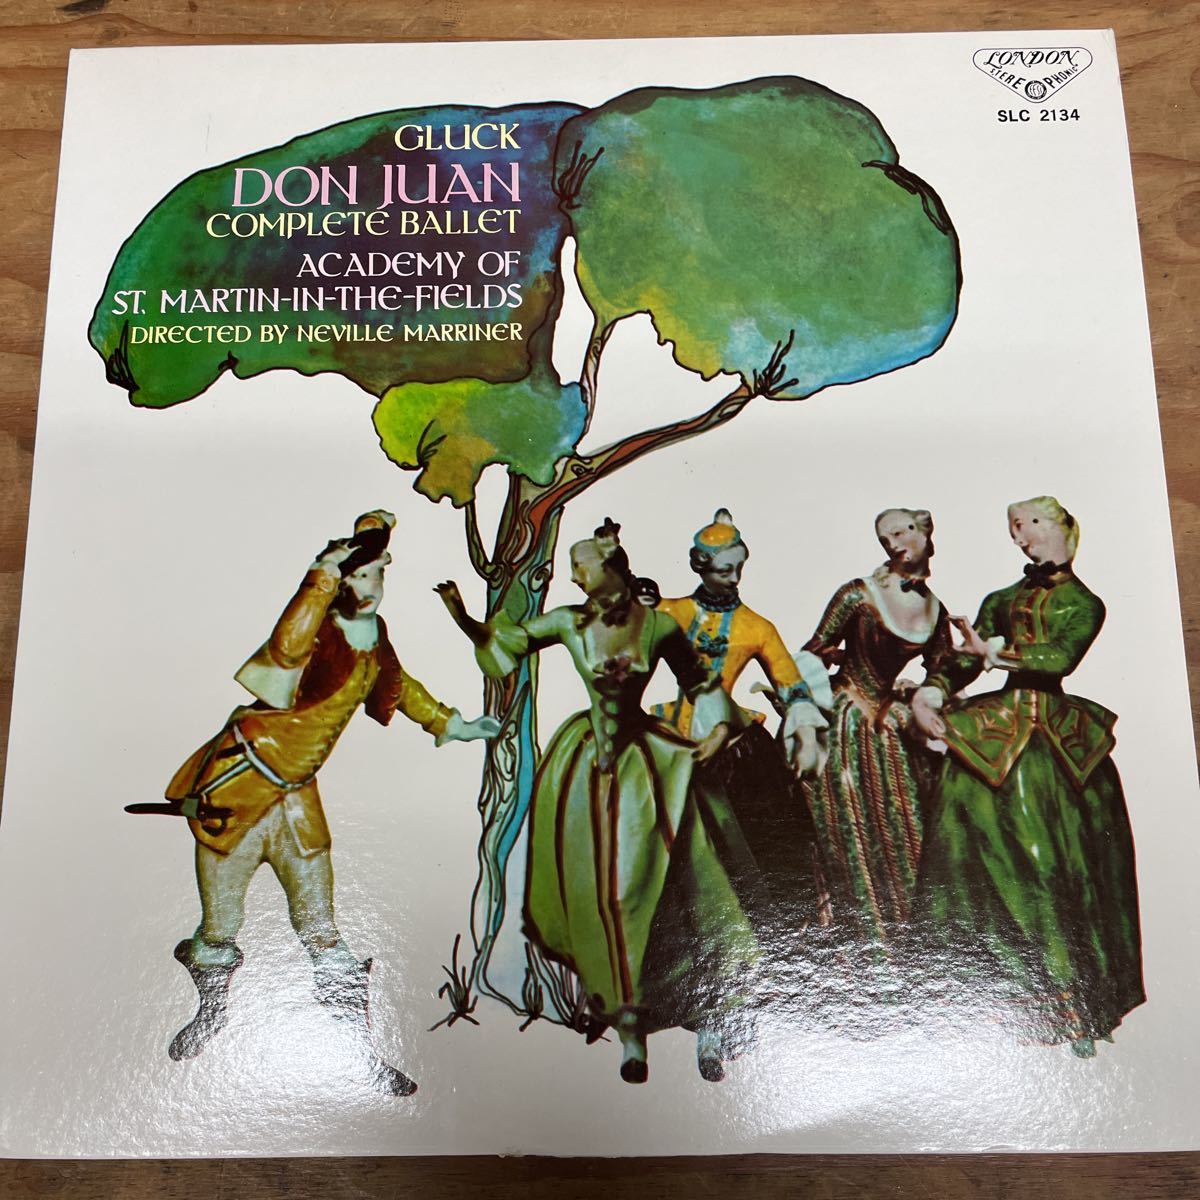 LONDON
STEREOPHONIC
SLC 2134
GLUCK
DON JUAN
COMPLETE BALLET
ACADEMY OF
ST. MARTIN-IN-THE-FIELDS
DIRECTED BY NEVILLE MARRINER